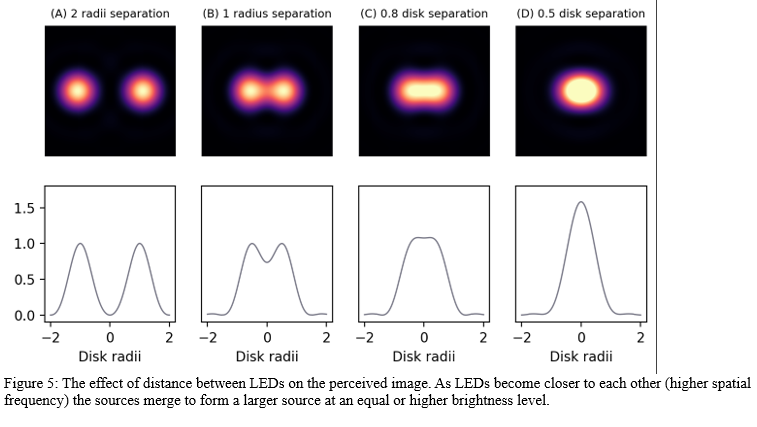 (A) 2 radii separation
(B) 1 radius separation
(C) 0.8 disk separation
(D) 0.5 disk separation
1.5
1.0
0.5
0.0
−2 0 2
−2 0 2
−2 0 2
−2 0 2
Disk radii
Disk radii
Disk radii
Disk radii
Figure 5: The effect of distance between LEDs on the perceived image. As LEDs become closer to each other (higher spatial
frequency) the sources merge to form a larger source at an equal or higher brightness level.